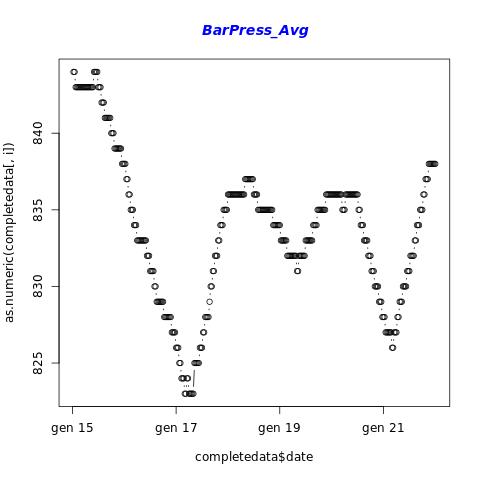 BarPress_Avg
as.numeric(completedata[, i])
840
835
830
825
gen 15
gen 17
gen 19
gen 21
completedata$date